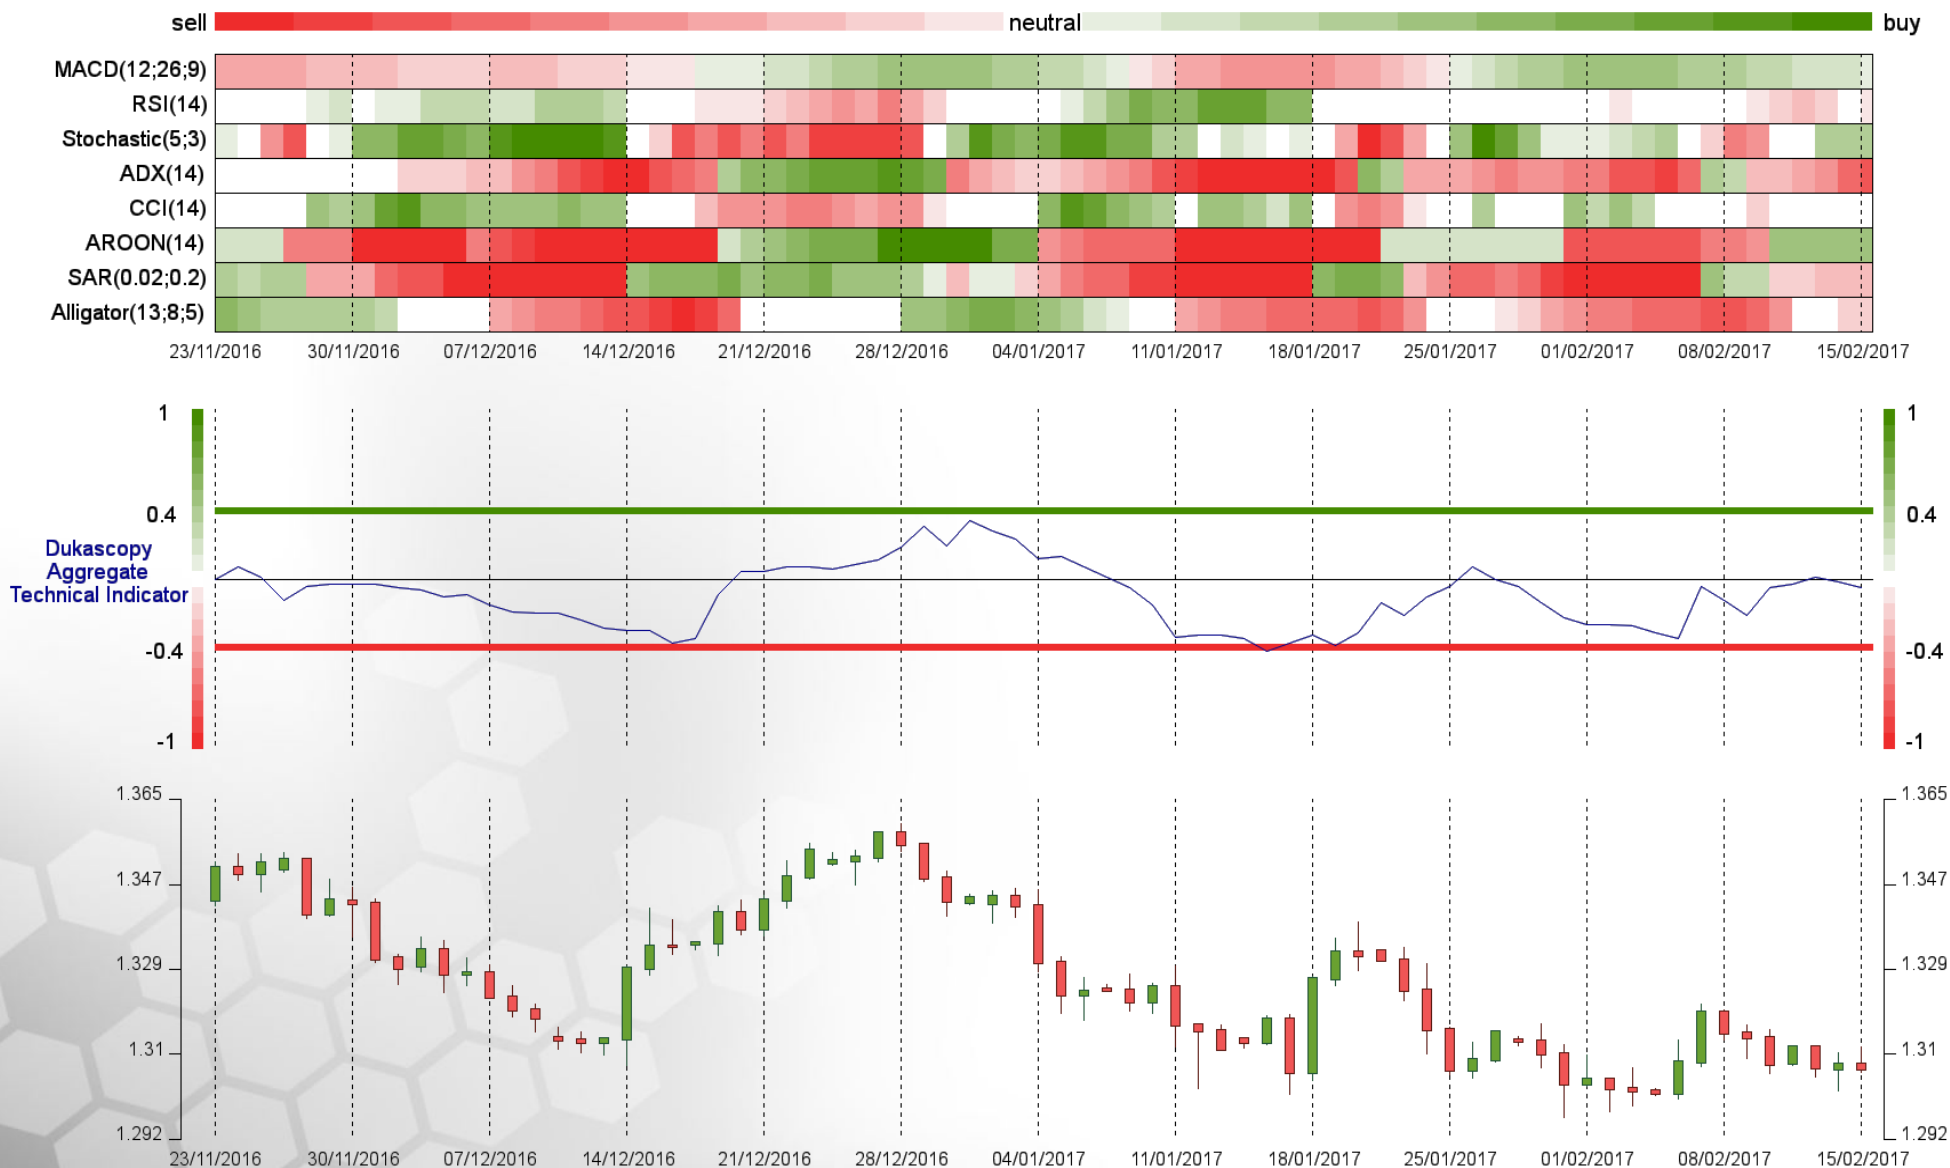 sell neutral buy
MACD(12;26;9)
RSI(14)
Stochastic(5;3)
ADX(14)
CCI(14)
AROON(14)
SAR(0.02;0.2)
Alligator(13;8;5)
23/11/2016 30/11/2016 07/12/2016 14/12/2016 21/12/2016 28/12/2016 04/01/2017 11/01/2017 18/01/2017 25/01/2017 01/02/2017 08/02/2017 15/02/2017
1 1
0.4 0.4
Dukascopy
Aggregate
Technical Indicator
-0.4 -0.4
-1 -1
1.365 1.365
1.347 1.347
1.329 1.329
1.31 1.31
1.292 1.292
23/11/2016 30/11/2016 07/12/2016 14/12/2016 21/12/2016 28/12/2016 04/01/2017 11/01/2017 18/01/2017 25/01/2017 01/02/2017 08/02/2017 15/02/2017